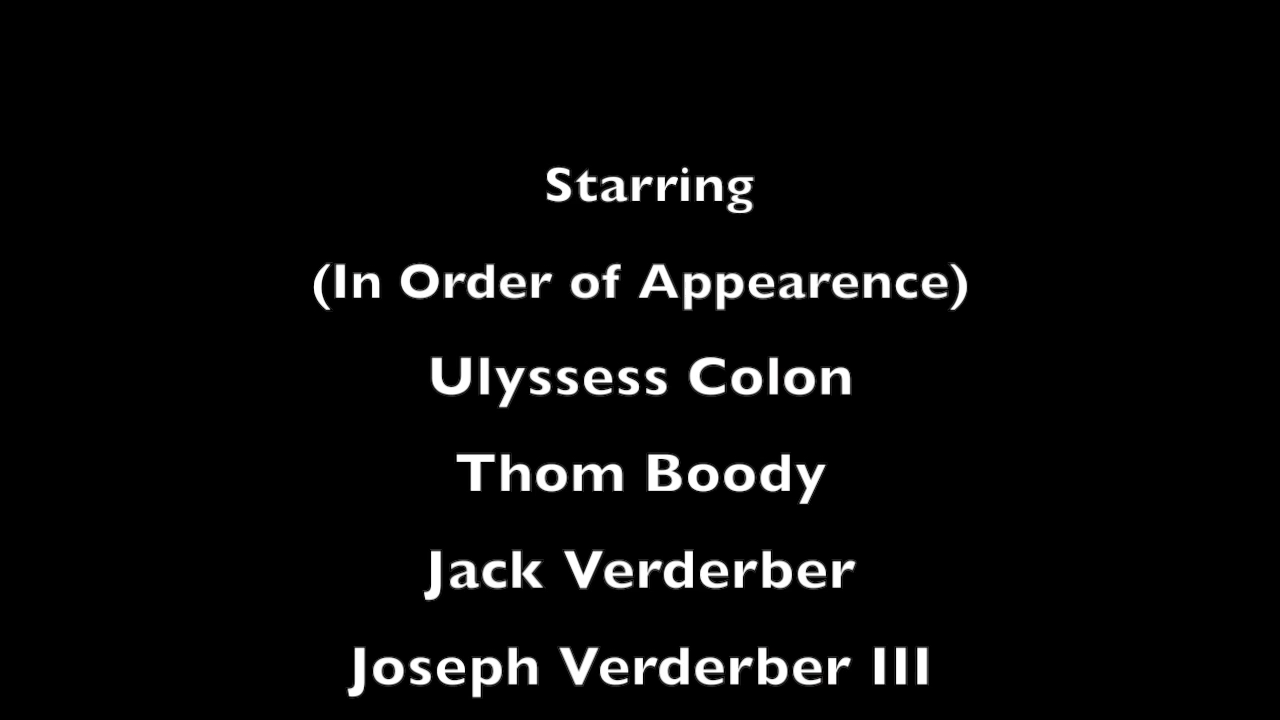 Starring
(In Order of Appearence)
Ulyssess Colon
Thom Boody
Jack Verderber
Joseph Verderber III